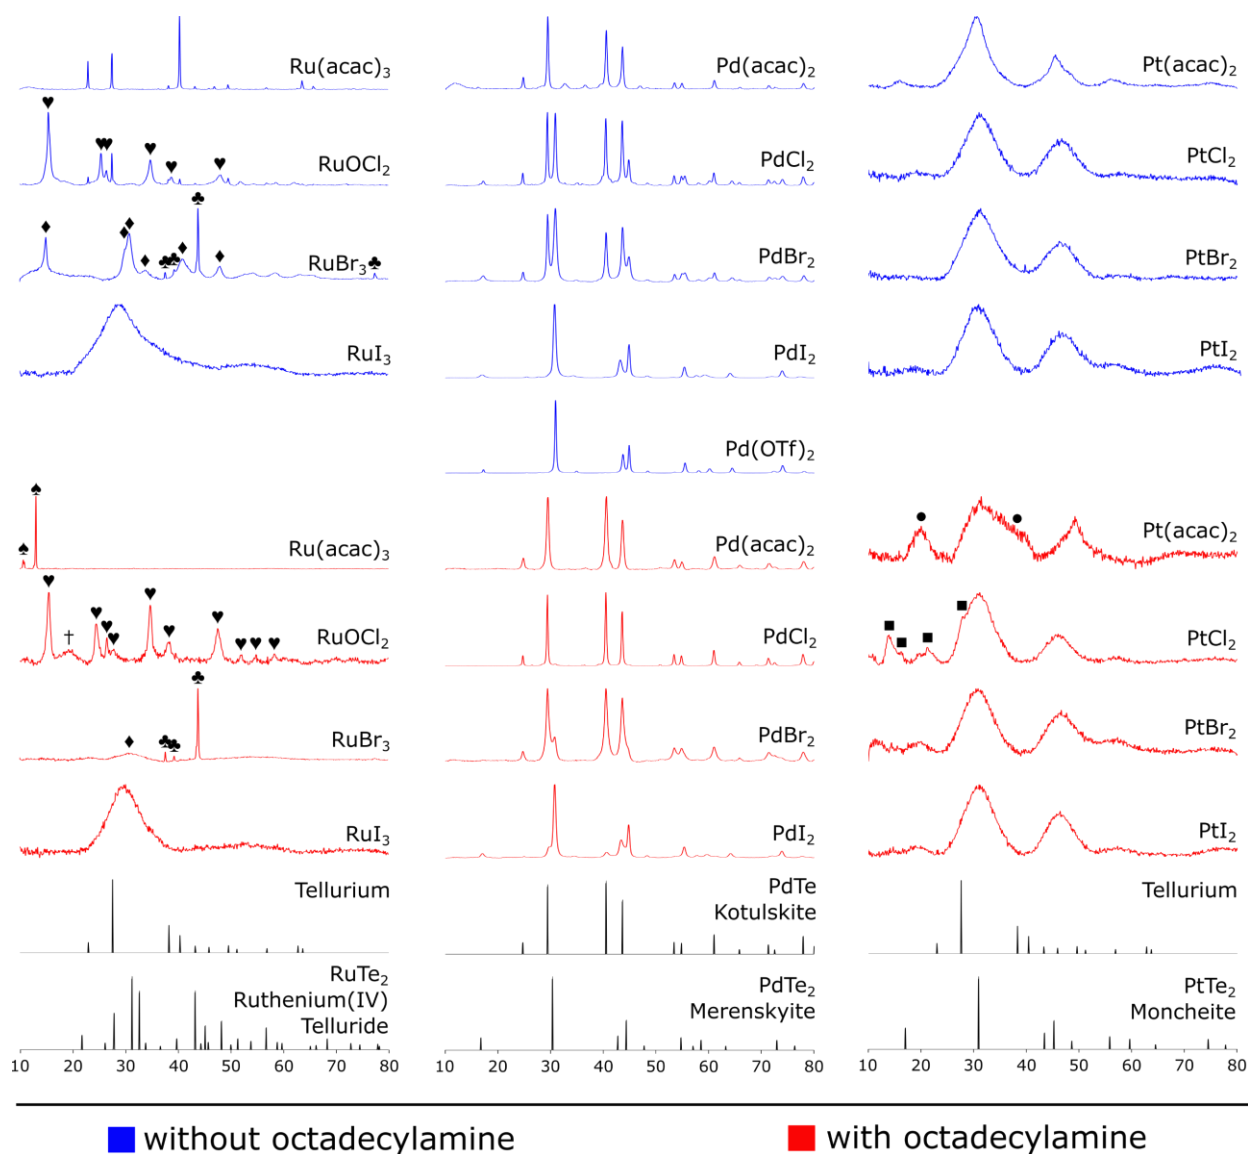 Ru(acac)₃
Pd(acac)₂
Pt(acac)₂
♥
RuOCl₂
♥♥ ♥ ♥ ♥
PdCl₂
PtCl₂
♣
RuBr₃
♦ ♦ ♦ ♦ ♣ ♣ ♦ ♦ ♣
PdBr₂
PtBr₂
RuI₃
PdI₂
PtI₂
Pd(OTf)₂
♠ ♠
Ru(acac)₃
Pd(acac)₂
● ●
Pt(acac)₂
♥ † ♥ ♥ ♥ ♥ ♥ ♥ ♥ ♥ ♥
RuOCl₂
PdCl₂
■ ■ ■ ■
PtCl₂
♦ ♣ ♣ ♣
RuBr₃
PdBr₂
PtBr₂
RuI₃
PdI₂
PtI₂
Tellurium
PdTe
Kotulskite
Tellurium
RuTe₂
Ruthenium(IV)
Telluride
PdTe₂
Merenskyite
PtTe₂
Moncheite
10 20 30 40 50 60 70 80
10 20 30 40 50 60 70 80
10 20 30 40 50 60 70 80
without octadecylamine
with octadecylamine